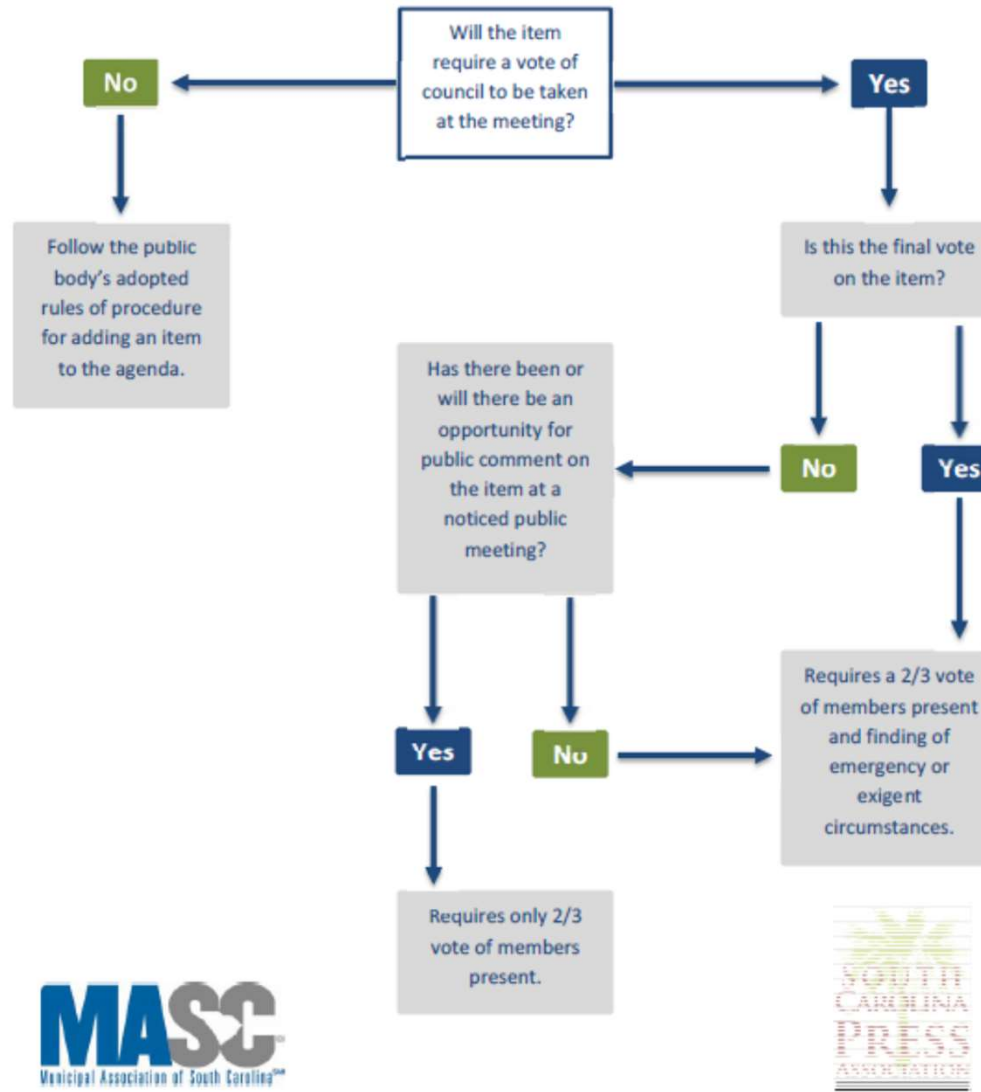 Will the item
require a vote of
council to be taken
at the meeting?
No
Yes
Follow the public
body's adopted
rules of procedure
for adding an item
to the agenda.
Is this the final vote
on the item?
Has there been or
will there be an
opportunity for
public comment on
the item at a
noticed public
meeting?
No
Yes
Requires a 2/3 vote
of members present
and finding of
emergency or
exigent
circumstances.
Yes
No
Requires only 2/3
vote of members
present.
MASC
Municipal Association of South Carolina
SOUTH
CAROLINA
PRESS
ASSOCIATION